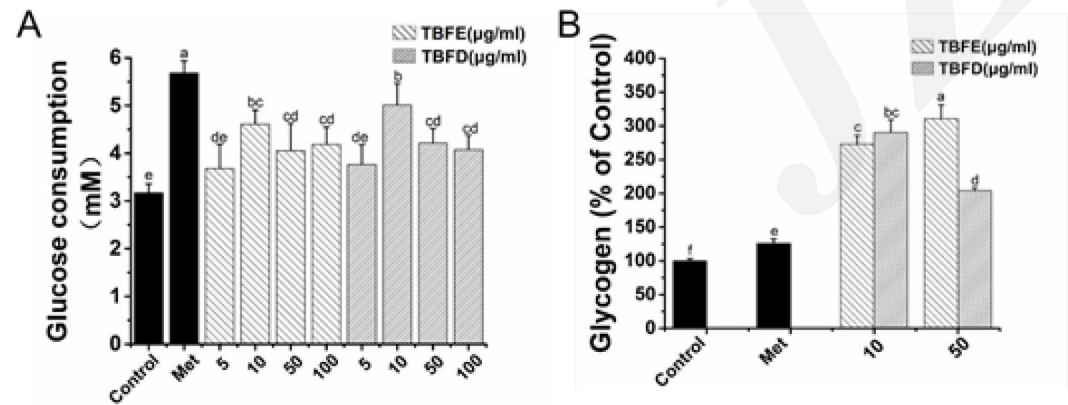 A
TBFE(μg/ml)
TBFD(μg/ml)
Glucose consumption
(mM)
6
5
4
3
2
1
0
e
a
de
bc
cd
cd
de
b
cd
cd
Control
Met
5
10
50
100
5
10
50
100
B
TBFE(μg/ml)
TBFD(μg/ml)
Glycogen (% of Control)
400
350
300
250
200
150
100
50
0
f
e
c
bc
a
d
Control
Met
10
50